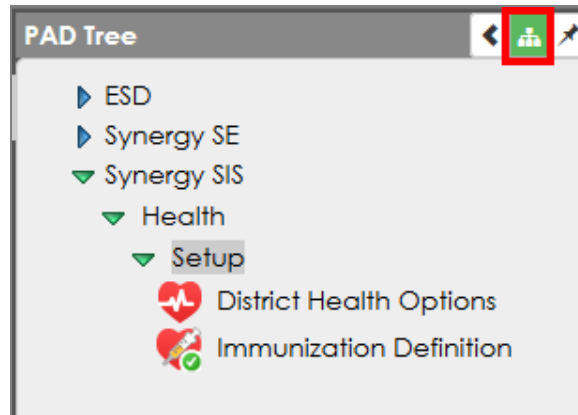 PAD Tree
ESD
Synergy SE
Synergy SIS
Health
Setup
District Health Options
Immunization Definition